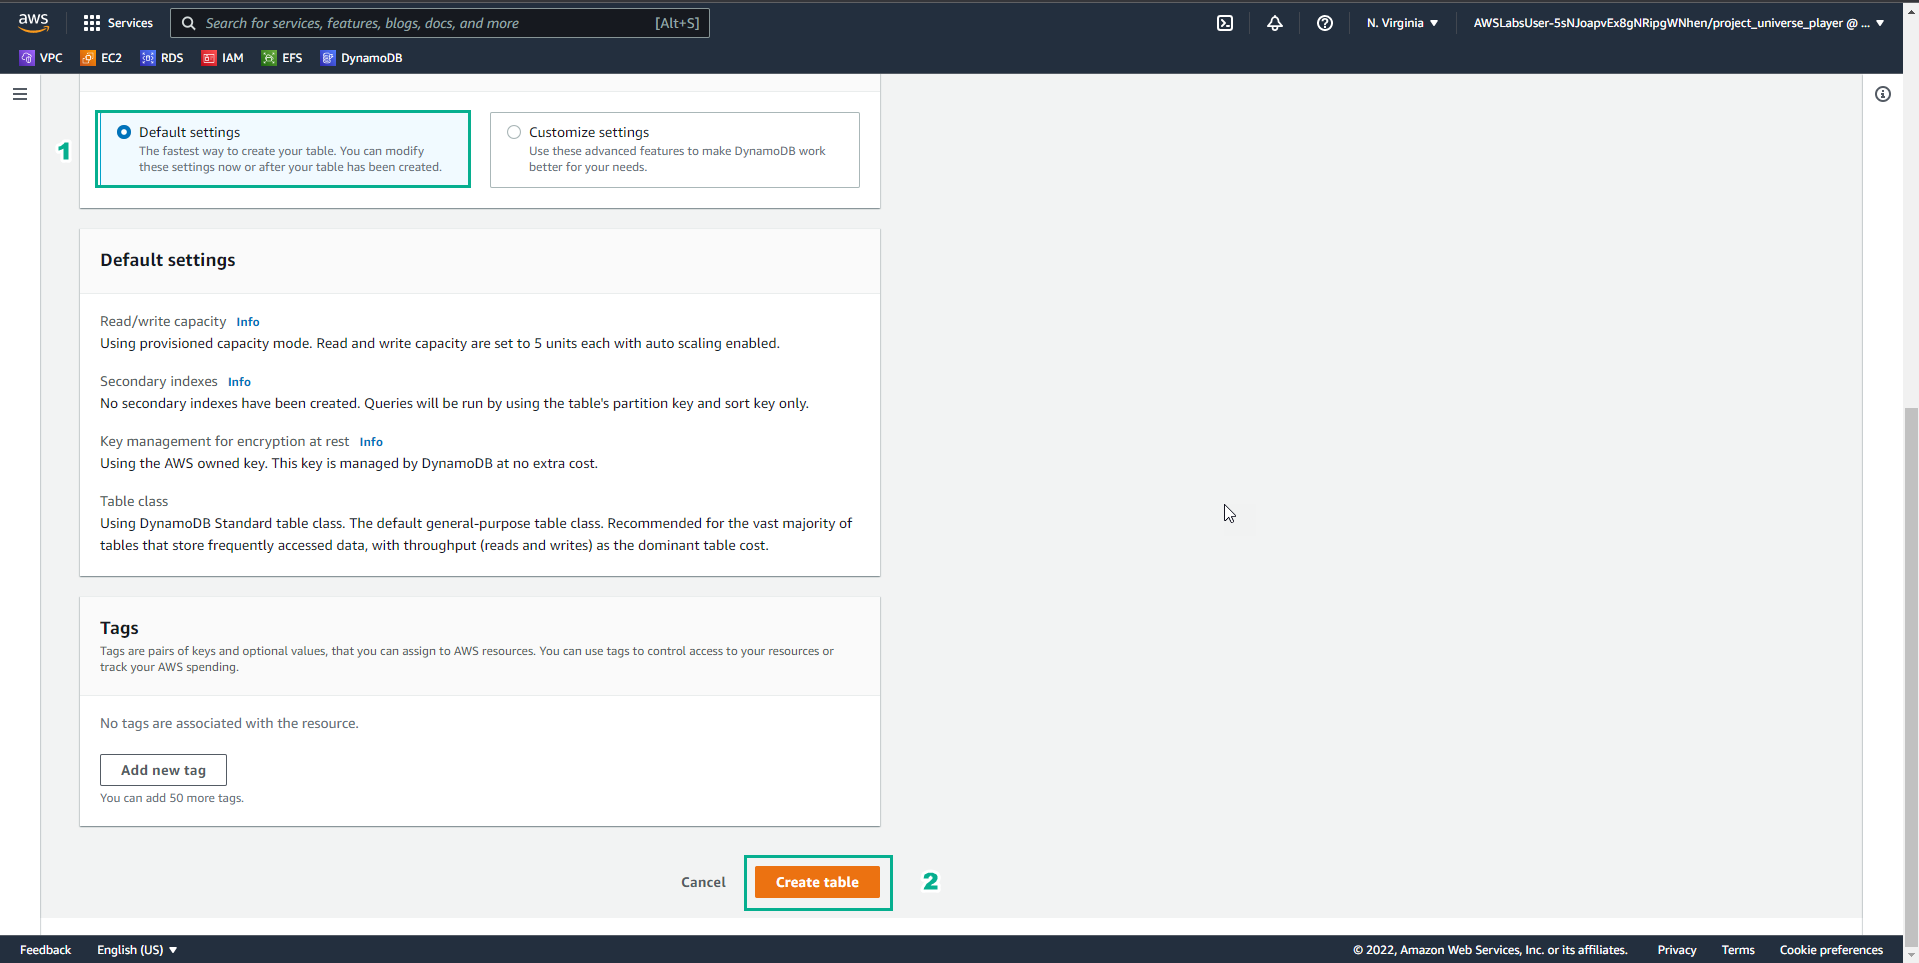 aws
Services
Search for services, features, blogs, docs, and more [Alt+S]
N. Virginia ▼
AWSLabsUser-5sNJoapvEx8gNRipgWNhen/project_universe_player @ ... ▼
VPC EC2 RDS IAM EFS DynamoDB
1
Default settings
The fastest way to create your table. You can modify
these settings now or after your table has been created.
Customize settings
Use these advanced features to make DynamoDB work
better for your needs.
Default settings
Read/write capacity Info
Using provisioned capacity mode. Read and write capacity are set to 5 units each with auto scaling enabled.
Secondary indexes Info
No secondary indexes have been created. Queries will be run by using the table's partition key and sort key only.
Key management for encryption at rest Info
Using the AWS owned key. This key is managed by DynamoDB at no extra cost.
Table class
Using DynamoDB Standard table class. The default general-purpose table class. Recommended for the vast majority of
tables that store frequently accessed data, with throughput (reads and writes) as the dominant table cost.
Tags
Tags are pairs of keys and optional values, that you can assign to AWS resources. You can use tags to control access to your resources or
track your AWS spending.
No tags are associated with the resource.
Add new tag
You can add 50 more tags.
Cancel Create table 2
Feedback English (US) ▼ © 2022, Amazon Web Services, Inc. or its affiliates. Privacy Terms Cookie preferences